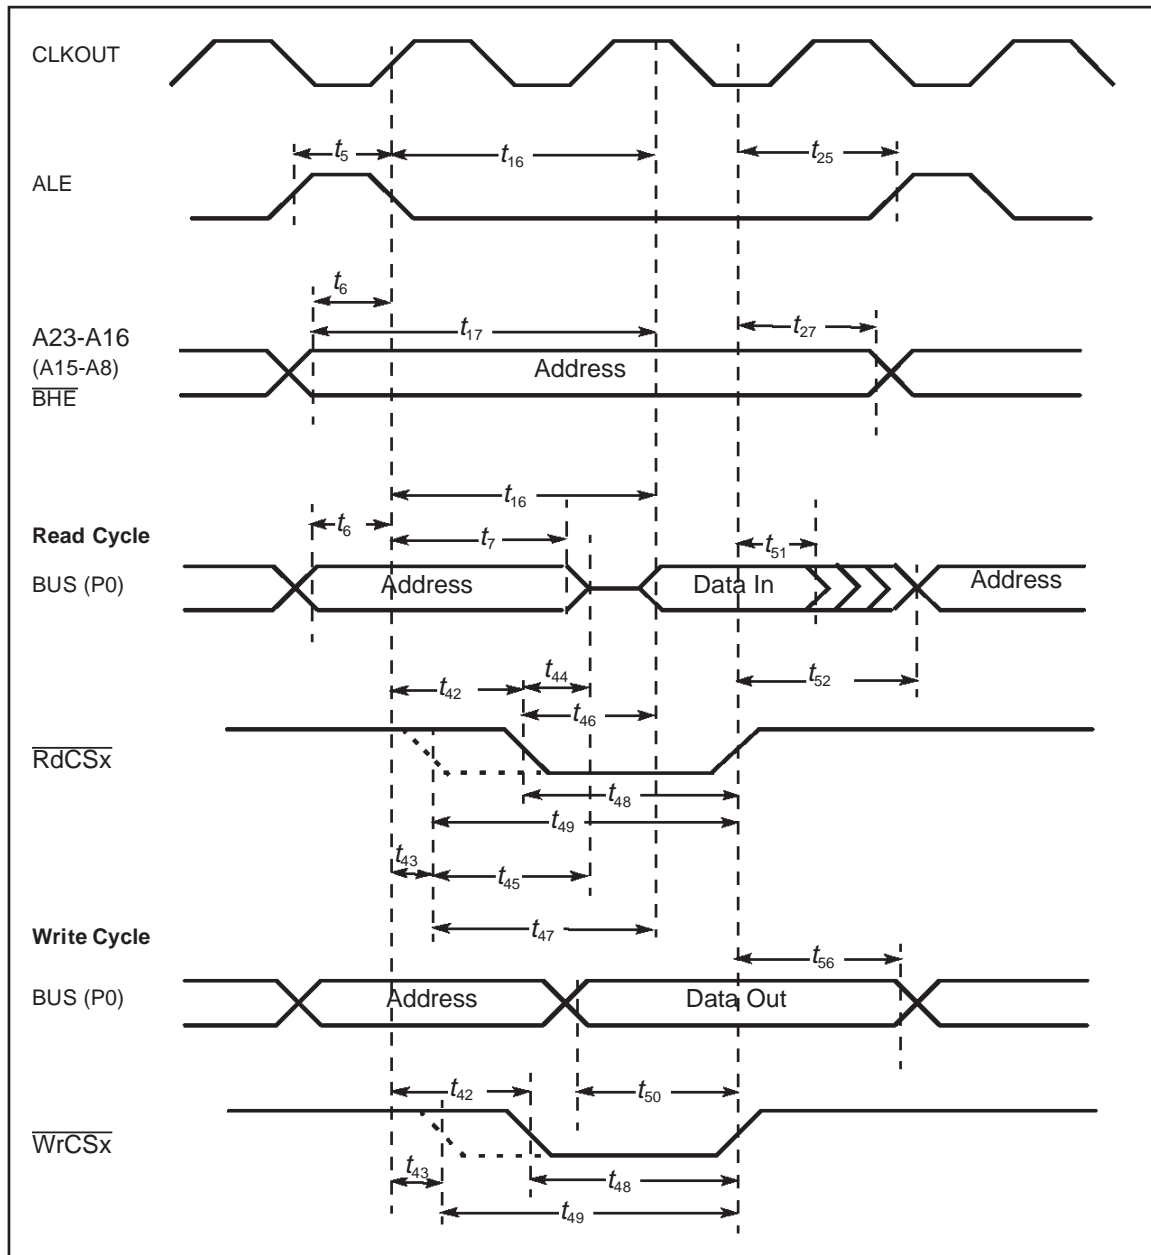 CLKOUT
t5
t16
t25
ALE
t6
t17
t27
A23-A16
(A15-A8)
BHE
Address
t16
t6
t7
t51
Read Cycle
BUS (P0)
Address
Data In
Address
t44
t42
t52
t46
RdCSx
t48
t49
t43
t45
t47
Write Cycle
t56
BUS (P0)
Address
Data Out
t42
t50
WrCSx
t43
t48
t49